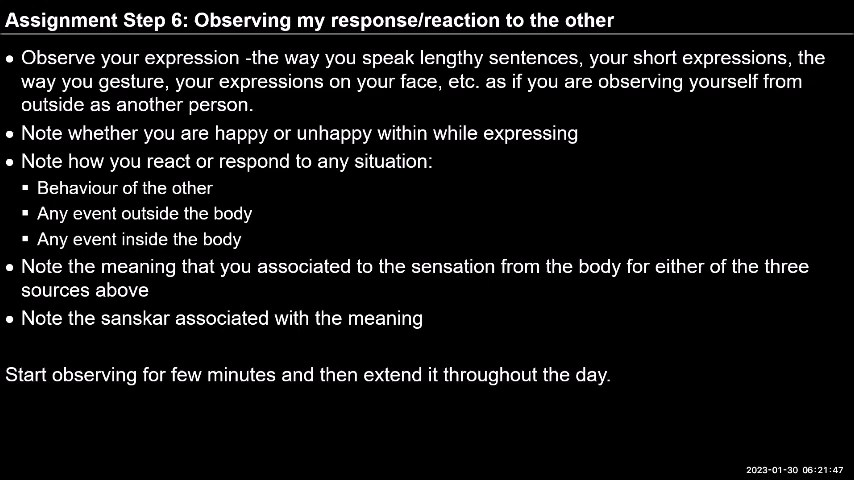 Assignment Step 6: Observing my response/reaction to the other
• Observe your expression -the way you speak lengthy sentences, your short expressions, the
way you gesture, your expressions on your face, etc. as if you are observing yourself from
outside as another person.
• Note whether you are happy or unhappy within while expressing
• Note how you react or respond to any situation:
▪ Behaviour of the other
▪ Any event outside the body
▪ Any event inside the body
• Note the meaning that you associated to the sensation from the body for either of the three
sources above
• Note the sanskar associated with the meaning
Start observing for few minutes and then extend it throughout the day.
2023-01-30 06:21:47